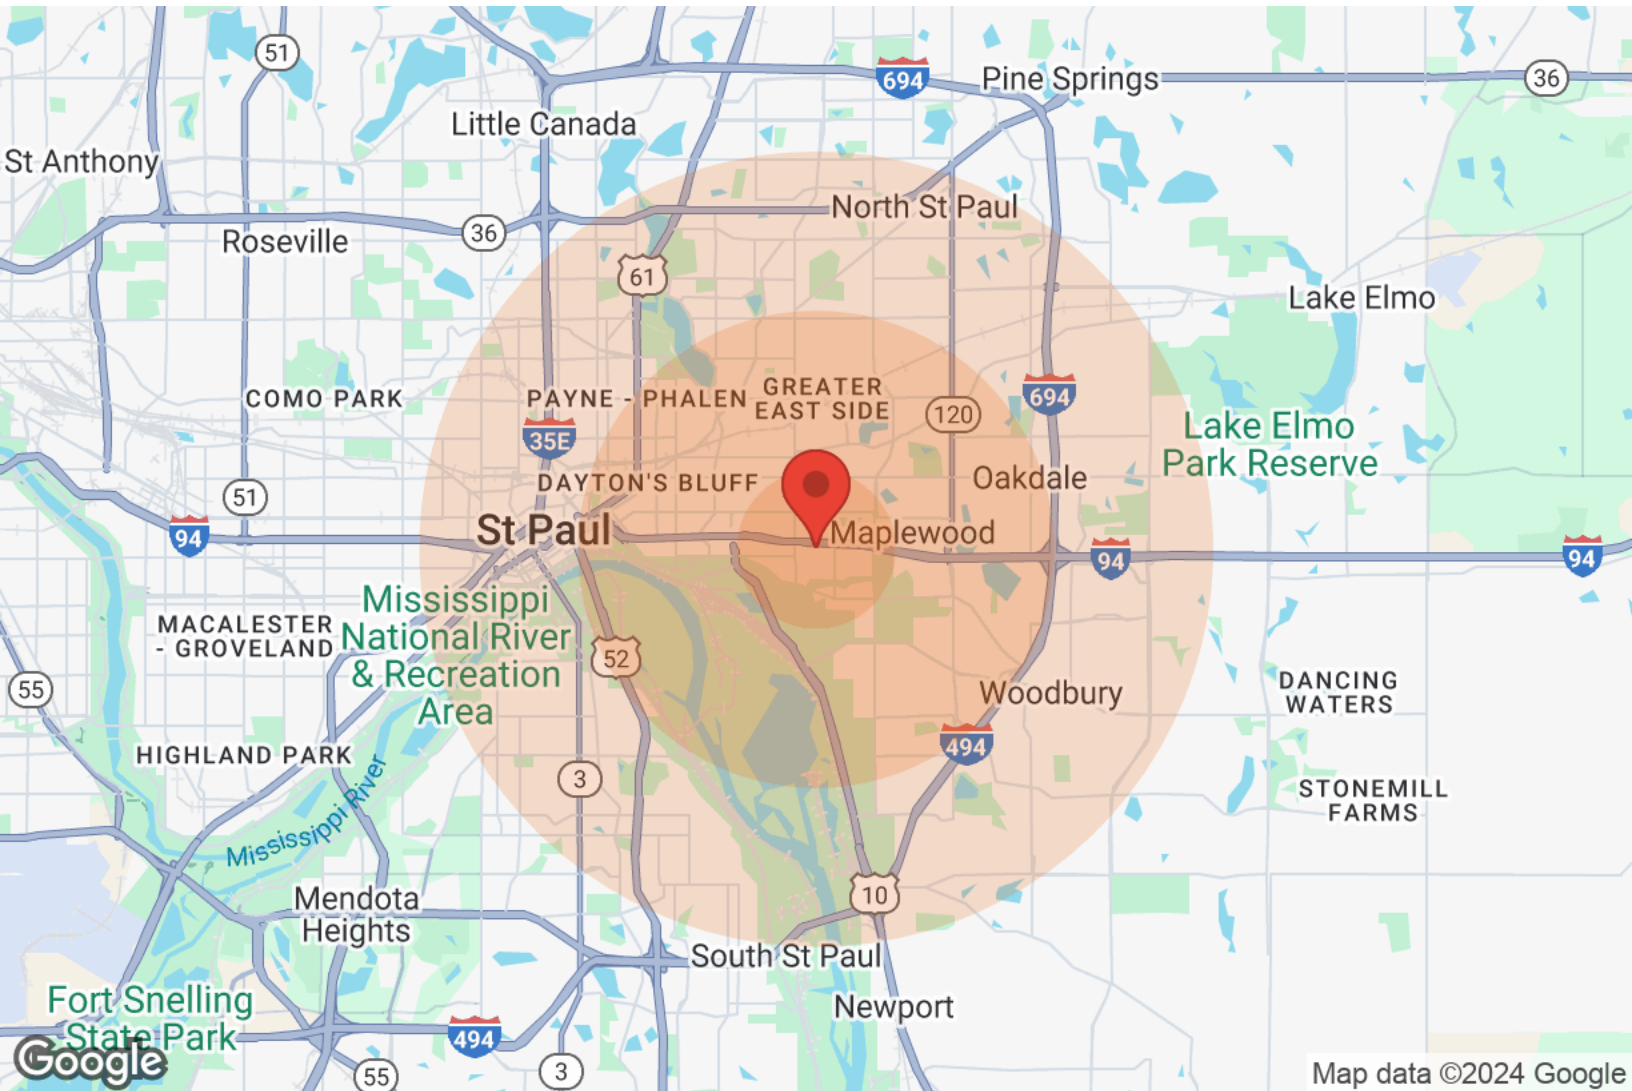 51
694
Pine Springs
36
Little Canada
St Anthony
North St Paul
36
Roseville
61
Lake Elmo
COMO PARK
PAYNE - PHALEN
GREATER
EAST SIDE
694
120
35E
Lake Elmo
Park Reserve
DAYTON'S BLUFF
Oakdale
51
94
St Paul
Maplewood
94
94
Mississippi
National River
& Recreation
Area
MACALESTER
- GROVELAND
52
55
Woodbury
DANCING
WATERS
494
HIGHLAND PARK
3
STONEMILL
FARMS
Mississippi River
Mendota
Heights
10
South St Paul
Fort Snelling
State Park
Newport
494
Google
55
3
Map data ©2024 Google